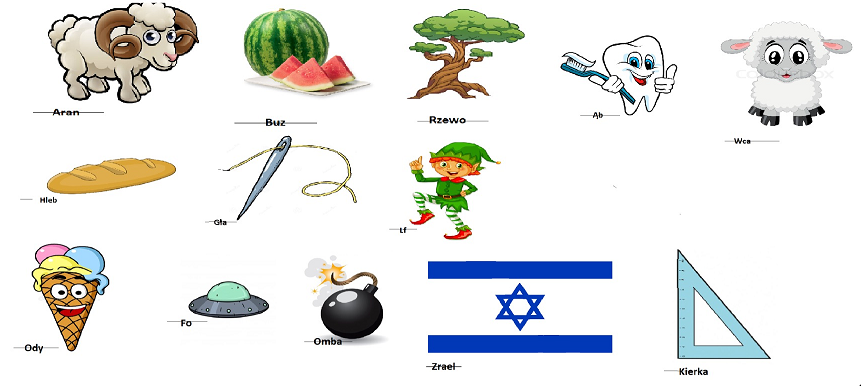 Aran
Buz
Rzewo
Ąb
Wca
Hleb
Gła
Lf
Ody
Fo
Omba
Zrael
Kierka